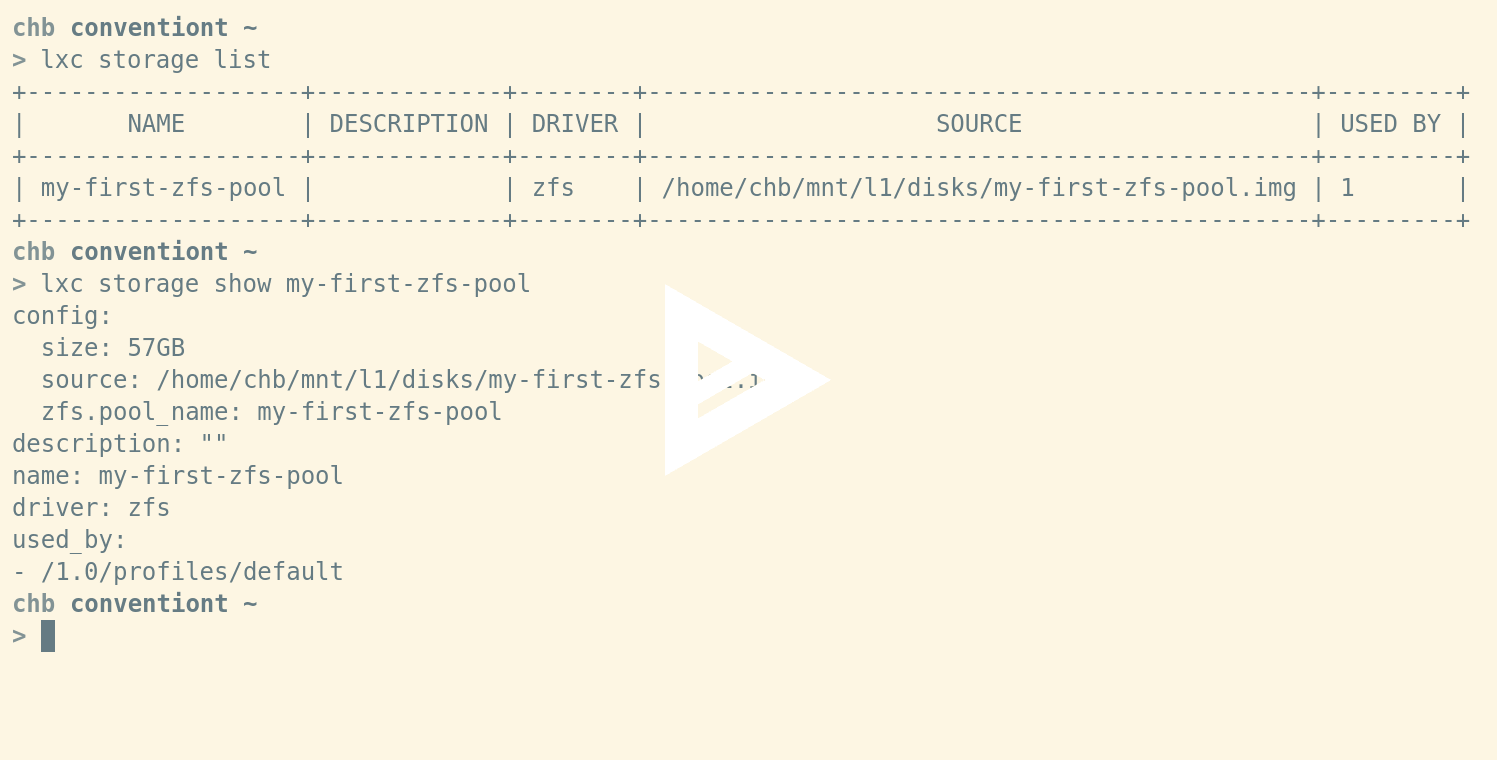 chb conventiont ~
> lxc storage list
+-------------------+-------------+--------+----------------------------------------------+---------+
|       NAME        | DESCRIPTION | DRIVER |                    SOURCE                    | USED BY |
+-------------------+-------------+--------+----------------------------------------------+---------+
| my-first-zfs-pool |             | zfs    | /home/chb/mnt/l1/disks/my-first-zfs-pool.img | 1       |
+-------------------+-------------+--------+----------------------------------------------+---------+
chb conventiont ~
> lxc storage show my-first-zfs-pool
config:
  size: 57GB
  source: /home/chb/mnt/l1/disks/my-first-zfs
  zfs.pool_name: my-first-zfs-pool
description: ""
name: my-first-zfs-pool
driver: zfs
used_by:
- /1.0/profiles/default
chb conventiont ~
>